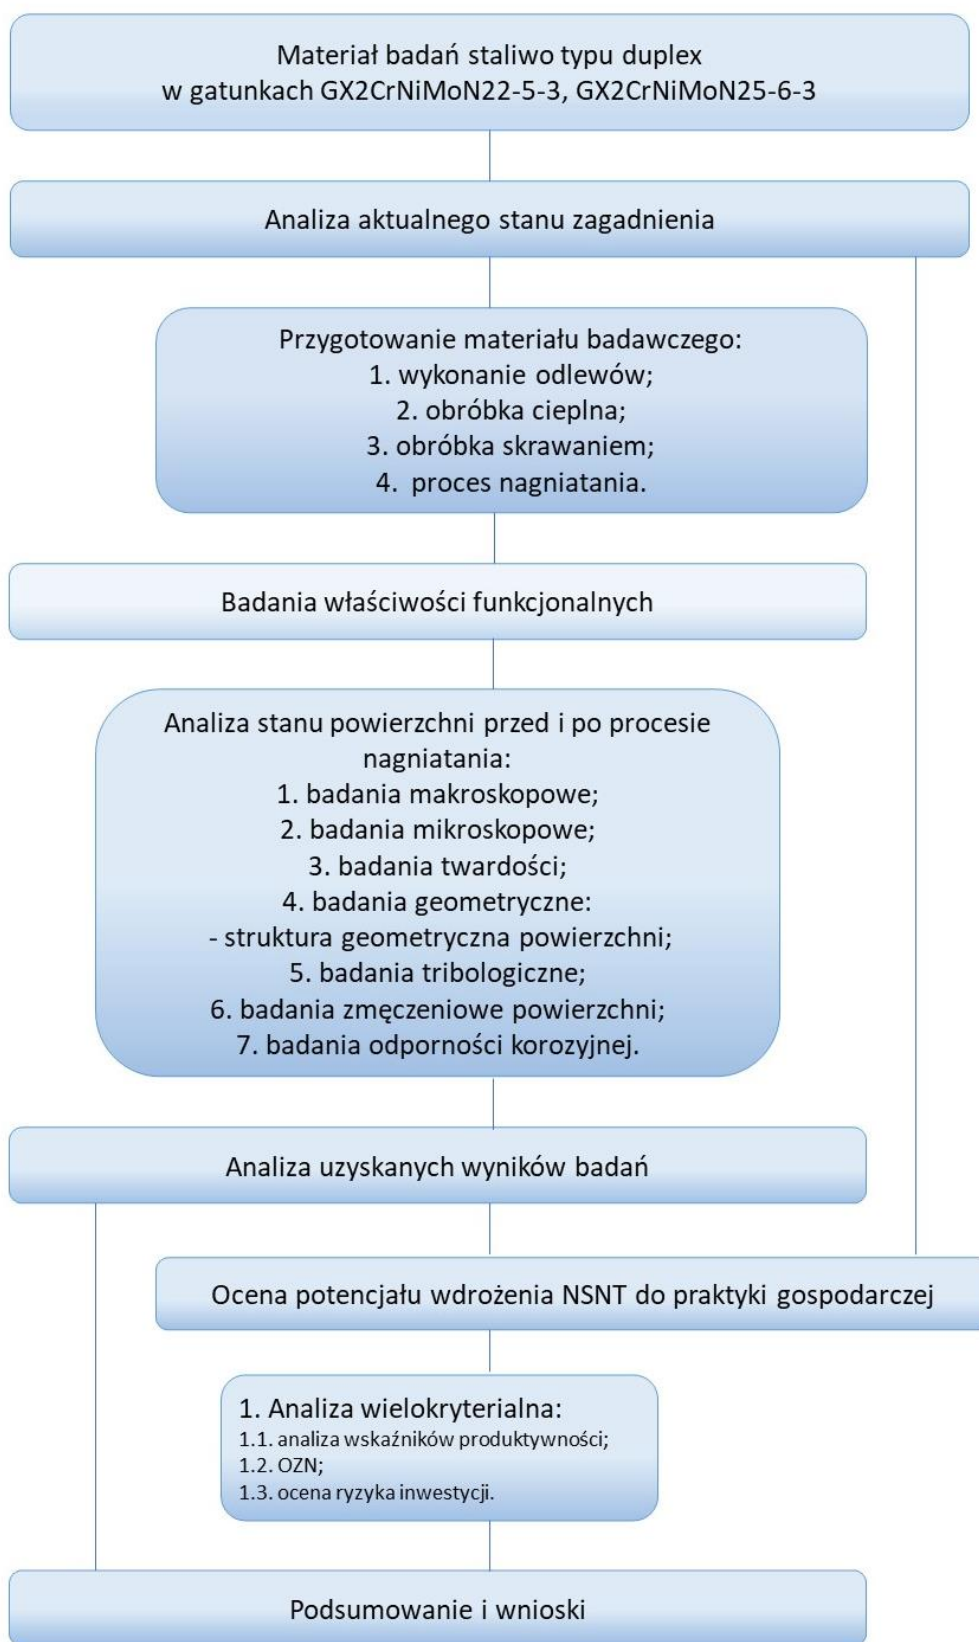 Materiał badań staliwo typu duplex
w gatunkach GX2CrNiMoN22-5-3, GX2CrNiMoN25-6-3
Analiza aktualnego stanu zagadnienia
Przygotowanie materiału badawczego:
1. wykonanie odlewów;
2. obróbka cieplna;
3. obróbka skrawaniem;
4. proces nagniatania.
Badania właściwości funkcjonalnych
Analiza stanu powierzchni przed i po procesie
nagniatania:
1. badania makroskopowe;
2. badania mikroskopowe;
3. badania twardości;
4. badania geometryczne:
- struktura geometryczna powierzchni;
5. badania tribologiczne;
6. badania zmęczeniowe powierzchni;
7. badania odporności korozyjnej.
Analiza uzyskanych wyników badań
Ocena potencjału wdrożenia NSNT do praktyki gospodarczej
1. Analiza wielokryterialna:
1.1. analiza wskaźników produktywności;
1.2. OZN;
1.3. ocena ryzyka inwestycji.
Podsumowanie i wnioski